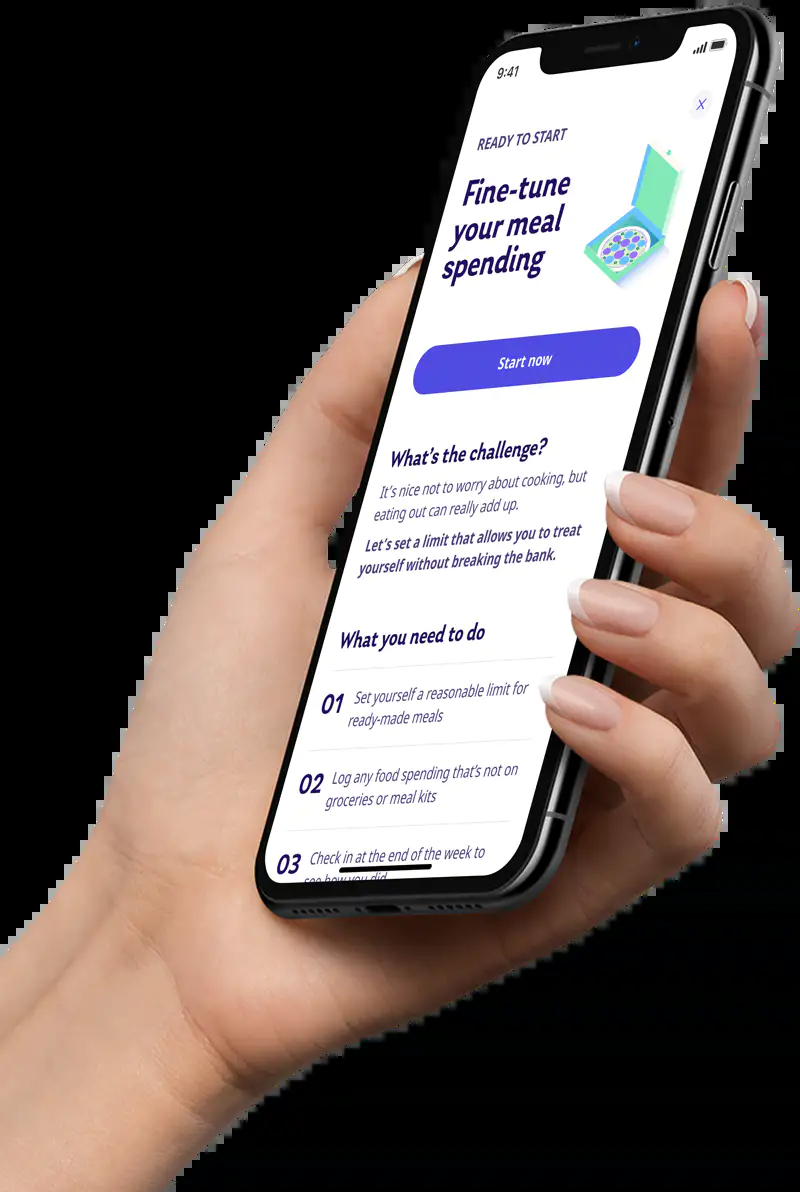 9:41
READY TO START
Fine-tune
your meal
spending
Start now
What's the challenge?
It's nice not to worry about cooking, but
eating out can really add up.
Let's set a limit that allows you to treat
yourself without breaking the bank.
What you need to do
01 Set yourself a reasonable limit for
ready-made meals
02 Log any food spending that's not on
groceries or meal kits
03 Check in at the end of the week to
see how you did